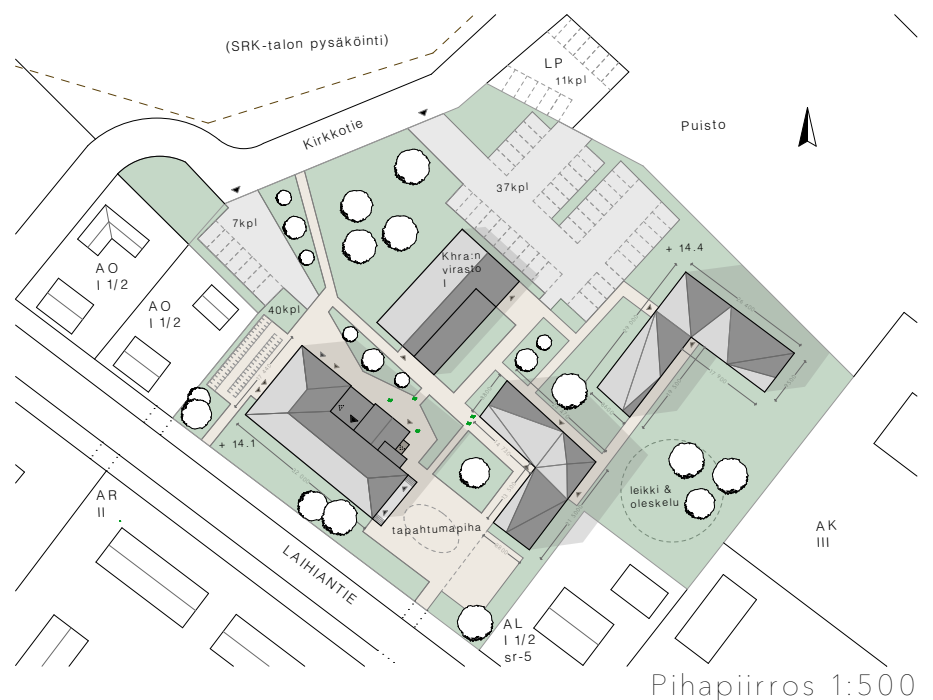 (SRK-talon pysäköinti)
LP
11kpl
Kirkkotie
Puisto
37kpl
7kpl
+ 14.4
Khra:n
virasto
I
AO
I 1/2
AO
I 1/2
40kpl
+ 14.1
leikki &
oleskelu
AR
II
tapahtumapiha
AK
III
LAIHIANTIE
AL
I 1/2
sr-5
Pihapiirros 1:500